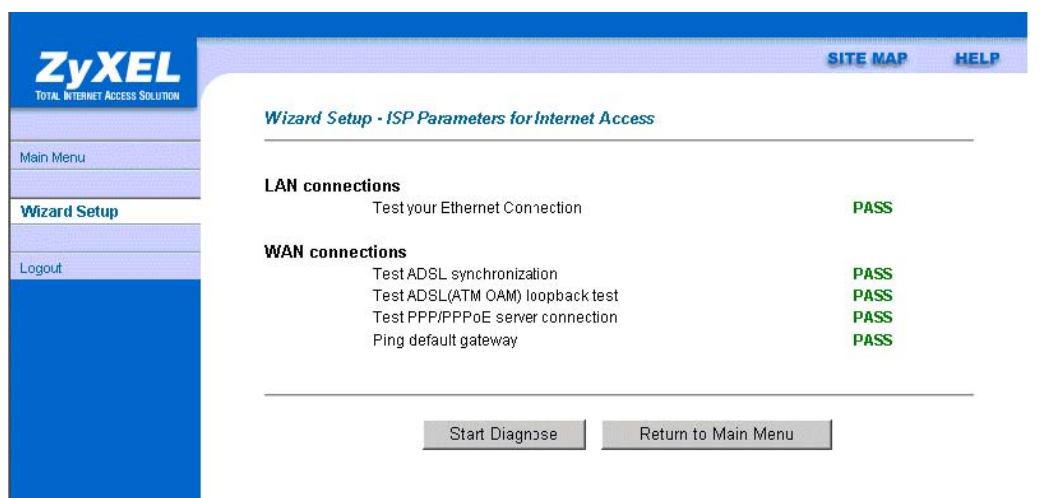 ZyXEL
TOTAL INTERNET ACCESS SOLUTION
SITE MAP HELP
Main Menu
Wizard Setup
Logout
Wizard Setup - ISP Parameters for Internet Access
LAN connections
Test your Ethernet Connection PASS
WAN connections
Test ADSL synchronization PASS
Test ADSL(ATM OAM) loopback test PASS
Test PPP/PPPoE server connection PASS
Ping default gateway PASS
Start Diagnose Return to Main Menu